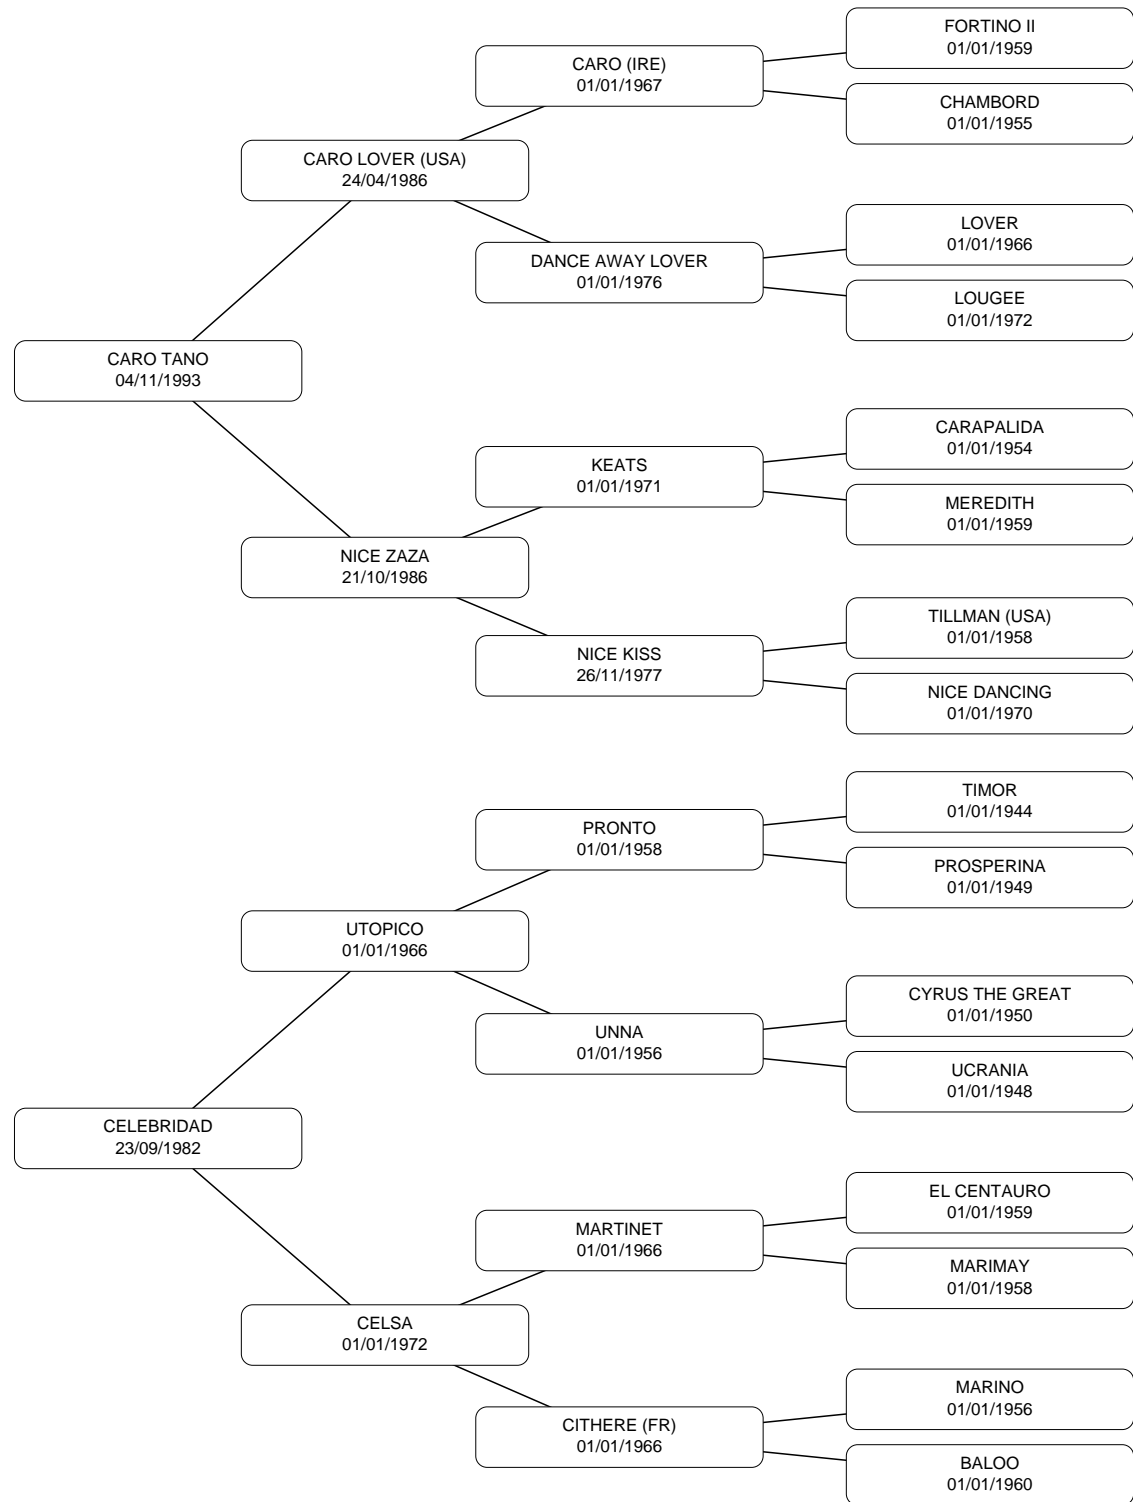 FORTINO II
01/01/1959
CARO (IRE)
01/01/1967
CHAMBORD
01/01/1955
CARO LOVER (USA)
24/04/1986
LOVER
01/01/1966
DANCE AWAY LOVER
01/01/1976
LOUGEE
01/01/1972
CARO TANO
04/11/1993
CARAPALIDA
01/01/1954
KEATS
01/01/1971
MEREDITH
01/01/1959
NICE ZAZA
21/10/1986
TILLMAN (USA)
01/01/1958
NICE KISS
26/11/1977
NICE DANCING
01/01/1970
TIMOR
01/01/1944
PRONTO
01/01/1958
PROSPERINA
01/01/1949
UTOPICO
01/01/1966
CYRUS THE GREAT
01/01/1950
UNNA
01/01/1956
UCRANIA
01/01/1948
CELEBRIDAD
23/09/1982
EL CENTAURO
01/01/1959
MARTINET
01/01/1966
MARIMAY
01/01/1958
CELSA
01/01/1972
MARINO
01/01/1956
CITHERE (FR)
01/01/1966
BALOO
01/01/1960